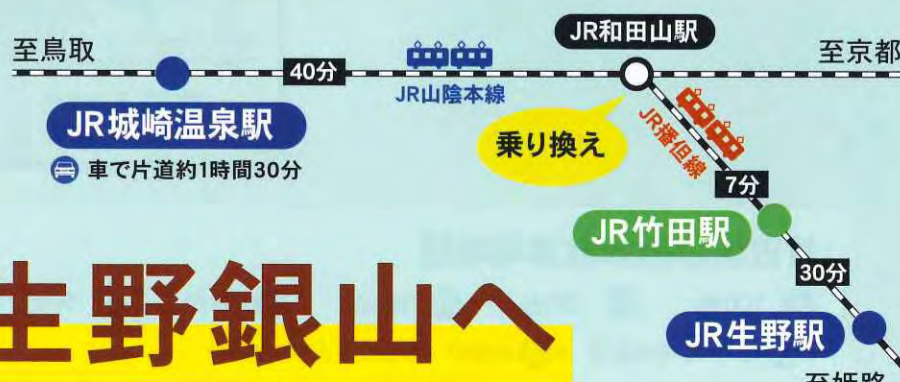 JR和田山駅
至鳥取
至京都
40分
JR山陰本線
JR城崎温泉駅
乗り換え
JR播但線
車で片道約1時間30分
7分
JR竹田駅
30分
生野銀山へ
JR生野駅
至姫路